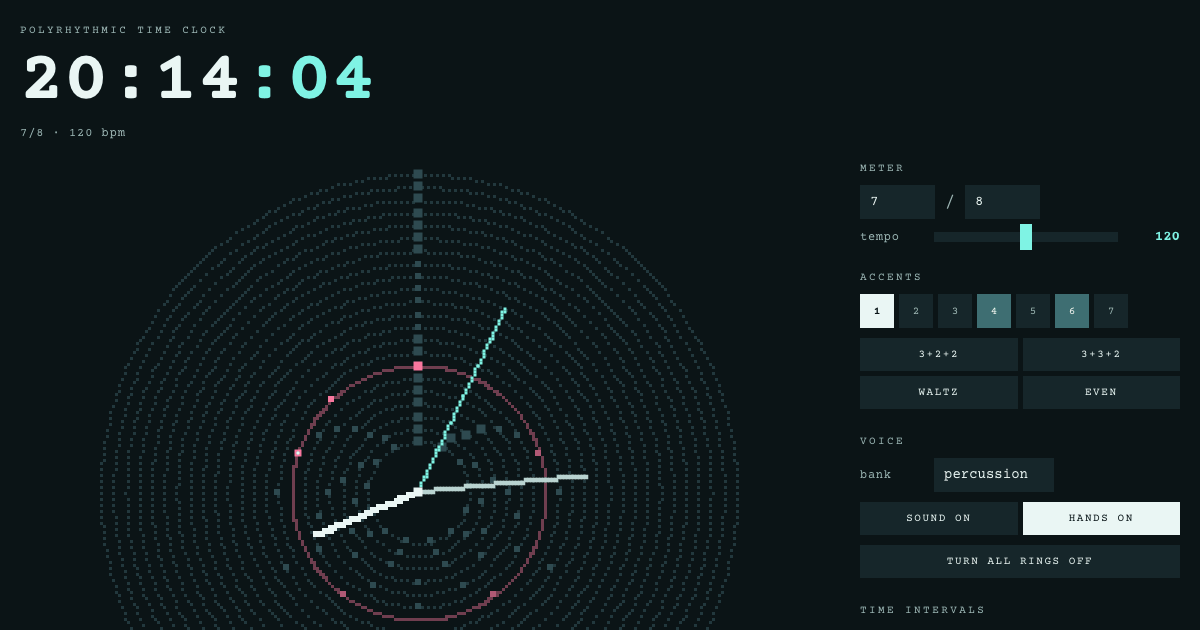 POLYRHYTHMIC TIME CLOCK
20:14:04
7/8 · 120 bpm
METER
7 / 8
tempo 120
ACCENTS
1 2 3 4 5 6 7
3+2+2 3+3+2
WALTZ EVEN
VOICE
bank percussion
SOUND ON HANDS ON
TURN ALL RINGS OFF
TIME INTERVALS